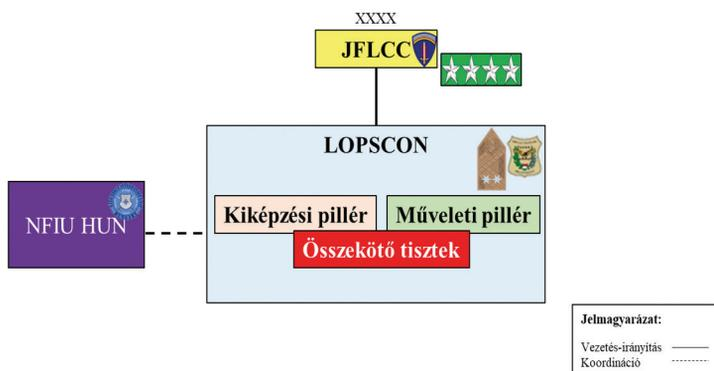 XXXX
JFLCC
LOPSCON
Kiképzési pillér
Műveleti pillér
Összekötő tisztek
NFIU HUN
Jelmagyarázat:
Vezetés-irányítás
Koordináció